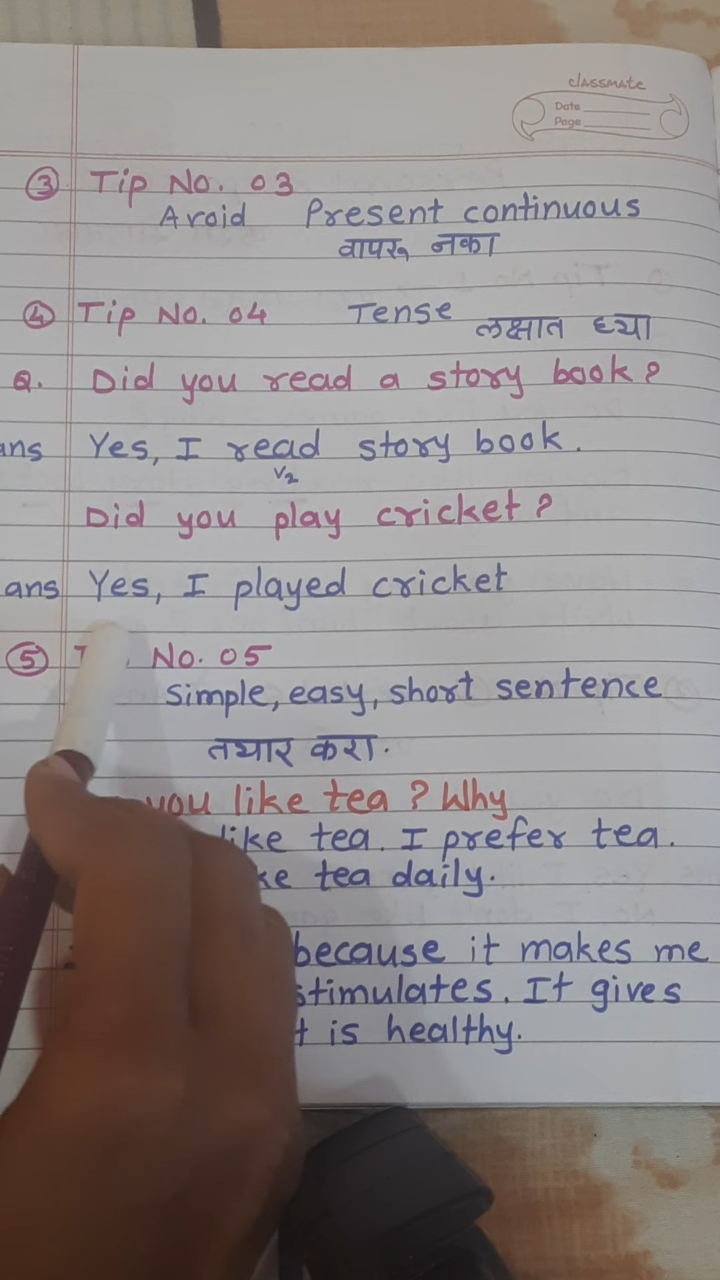 classmate
Date
Page
③ Tip No. 03
Avoid Present continuous
वापरू नका
④ Tip No. 04 Tense लक्षात घ्या
Q. Did you read a story book?
ans Yes, I read story book.
V2
Did you play cricket?
ans Yes, I played cricket
⑤ No. 05
Simple, easy, short sentence
तयार करा.
you like tea? Why
like tea. I prefer tea.
tea daily.
because it makes me
stimulates. It gives
is healthy.